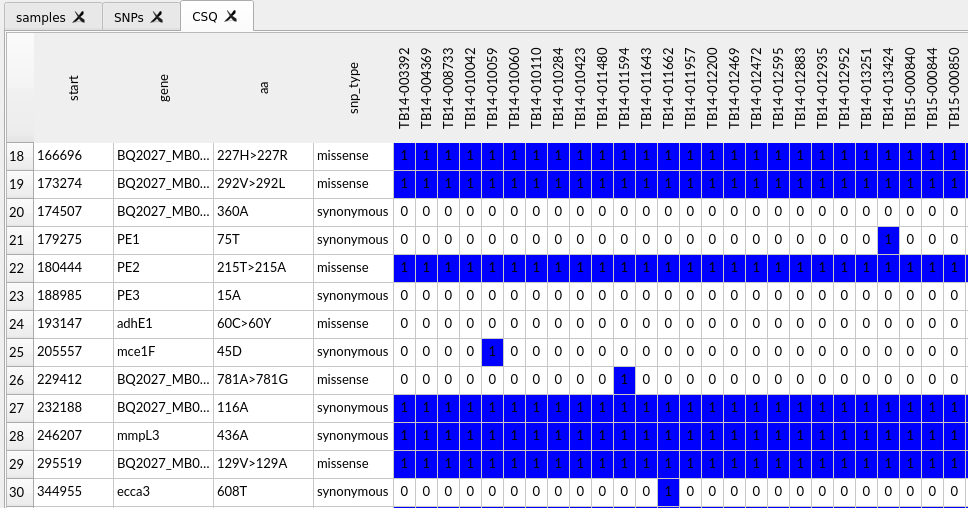 samples SNPs CSQ
start gene aa snp_type TB14-003392 TB14-004369 TB14-008733 TB14-010042 TB14-010059 TB14-010060 TB14-010110 TB14-010284 TB14-010423 TB14-011480 TB14-011594 TB14-011643 TB14-011662 TB14-011957 TB14-012200 TB14-012469 TB14-012472 TB14-012595 TB14-012883 TB14-012935 TB14-012952 TB14-013251 TB14-013424 TB15-000840 TB15-000844 TB15-000850
18 166696 BQ2027_MB0... 227H>227R missense 1 1 1 1 1 1 1 1 1 1 1 1 1 1 1 1 1 1 1 1 1 1 1 1 1 1
19 173274 BQ2027_MB0... 292V>292L missense 1 1 1 1 1 1 1 1 1 1 1 1 1 1 1 1 1 1 1 1 1 1 1 1 1 1
20 174507 BQ2027_MB0... 360A synonymous 0 0 0 0 0 0 0 0 0 0 0 0 0 0 0 0 0 0 0 0 0 0 0 0 0 0
21 179275 PE1 75T synonymous 0 0 0 0 0 0 0 0 0 0 0 0 0 0 0 0 0 0 0 0 0 0 1 0 0 0
22 180444 PE2 215T>215A missense 1 1 1 1 1 1 1 1 1 1 1 1 1 1 1 1 1 1 1 1 1 1 1 1 1 1
23 188985 PE3 15A synonymous 0 0 0 0 0 0 0 0 0 0 0 0 0 0 0 0 0 0 0 0 0 0 0 0 0 0
24 193147 adhE1 60C>60Y missense 0 0 0 0 0 0 0 0 0 0 0 0 0 0 0 0 0 0 0 0 0 0 0 0 0 0
25 205557 mce1F 45D synonymous 0 0 0 0 1 0 0 0 0 0 0 0 0 0 0 0 0 0 0 0 0 0 0 0 0 0
26 229412 BQ2027_MB0... 781A>781G missense 0 0 0 0 0 0 0 0 0 0 1 0 0 0 0 0 0 0 0 0 0 0 0 0 0 0
27 232188 BQ2027_MB0... 116A synonymous 1 1 1 1 1 1 1 1 1 1 1 1 1 1 1 1 1 1 1 1 1 1 1 1 1 1
28 246207 mmpL3 436A synonymous 1 1 1 1 1 1 1 1 1 1 1 1 1 1 1 1 1 1 1 1 1 1 1 1 1 1
29 295519 BQ2027_MB0... 129V>129A missense 1 1 1 1 1 1 1 1 1 1 1 1 1 1 1 1 1 1 1 1 1 1 1 1 1 1
30 344955 ecca3 608T synonymous 0 0 0 0 0 0 0 0 0 0 0 0 1 0 0 0 0 0 0 0 0 0 0 0 0 0